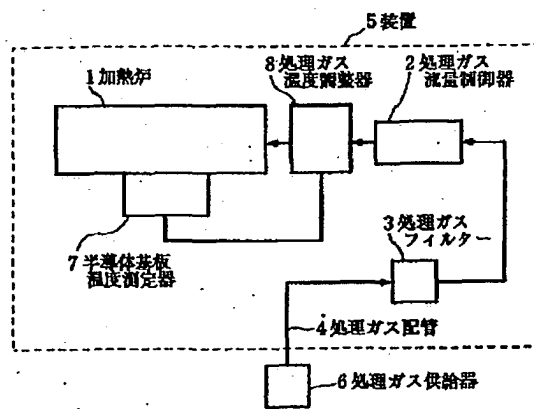 5装置
1加熱炉
8処理ガス
温度調整器
2処理ガス
流量制御器
3処理ガス
フィルター
7半導体基板
温度測定器
4処理ガス配管
6処理ガス供給器